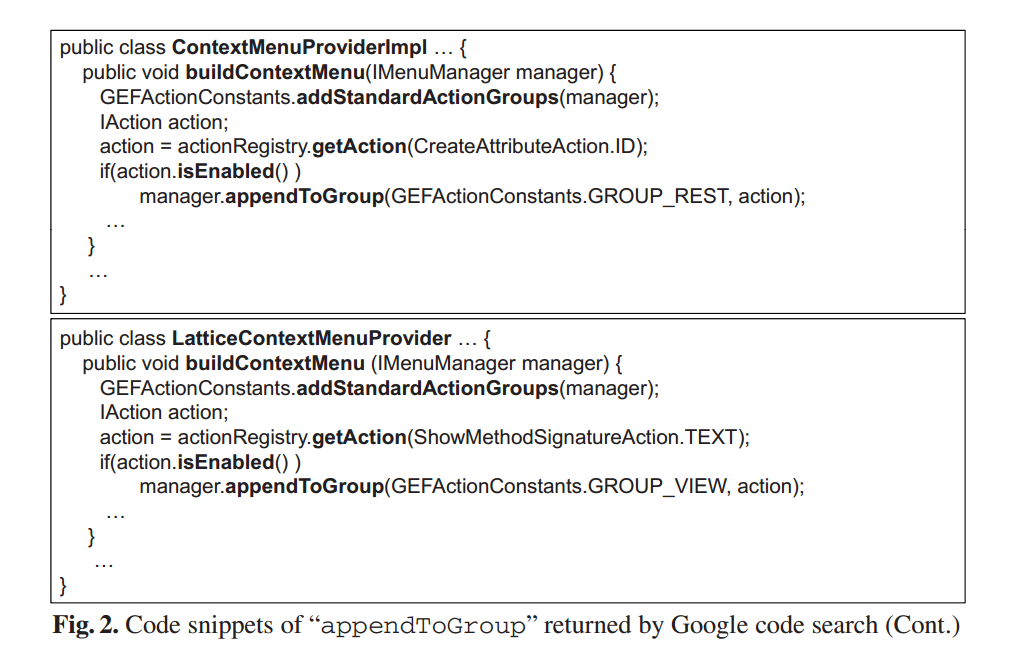 public class ContextMenuProviderImpl … {
public void buildContextMenu(IMenuManager manager) {
GEFActionConstants.addStandardActionGroups(manager);
IAction action;
action = actionRegistry.getAction(CreateAttributeAction.ID);
if(action.isEnabled() )
manager.appendToGroup(GEFActionConstants.GROUP_REST, action);
…
}
…
}
public class LatticeContextMenuProvider … {
public void buildContextMenu (IMenuManager manager) {
GEFActionConstants.addStandardActionGroups(manager);
IAction action;
action = actionRegistry.getAction(ShowMethodSignatureAction.TEXT);
if(action.isEnabled() )
manager.appendToGroup(GEFActionConstants.GROUP_VIEW, action);
…
}
…
}
Fig. 2. Code snippets of “appendToGroup” returned by Google code search (Cont.)